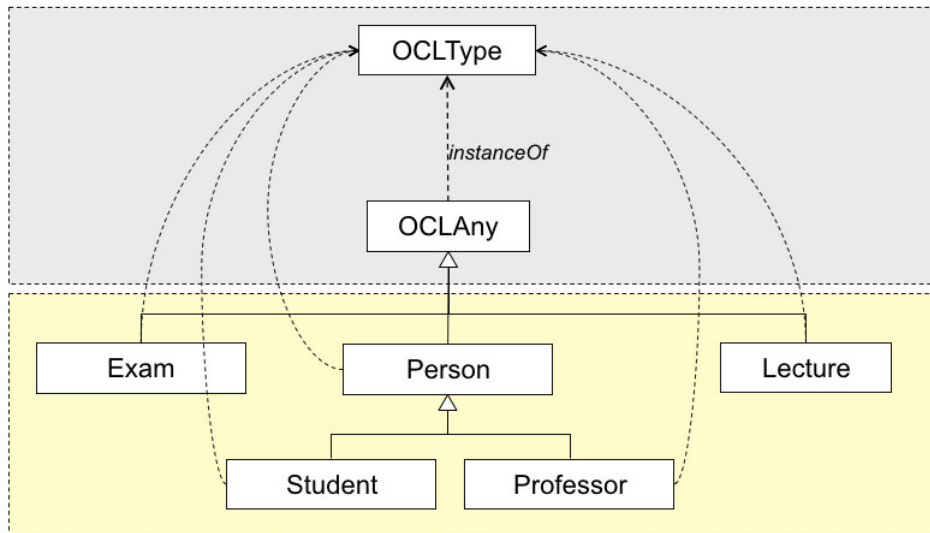 OCLType
instanceOf
OCLAny
Exam
Person
Lecture
Student
Professor